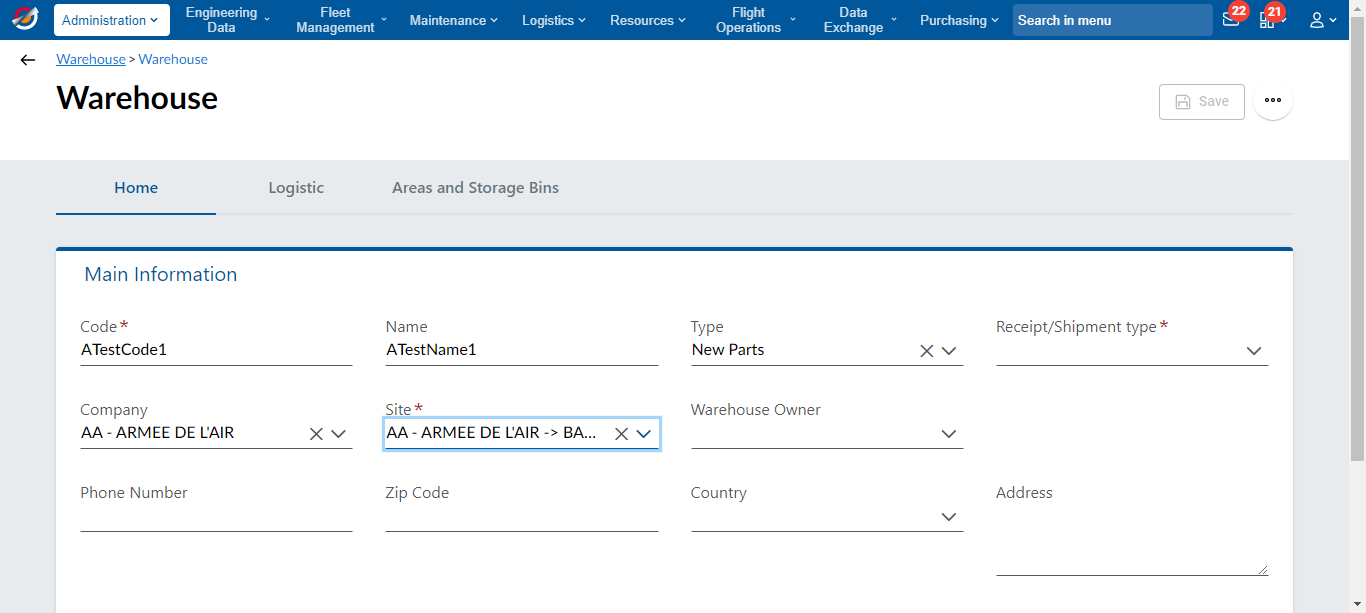 Administration
Engineering
Data
Fleet
Management
Maintenance
Logistics
Resources
Flight
Operations
Data
Exchange
Purchasing
Search in menu
22
21
Warehouse > Warehouse
Warehouse
Save
Home
Logistic
Areas and Storage Bins
Main Information
Code*
ATestCode1
Name
ATestName1
Type
New Parts
Receipt/Shipment type*
Company
AA - ARMEE DE L'AIR
Site*
AA - ARMEE DE L'AIR -> BA...
Warehouse Owner
Phone Number
Zip Code
Country
Address